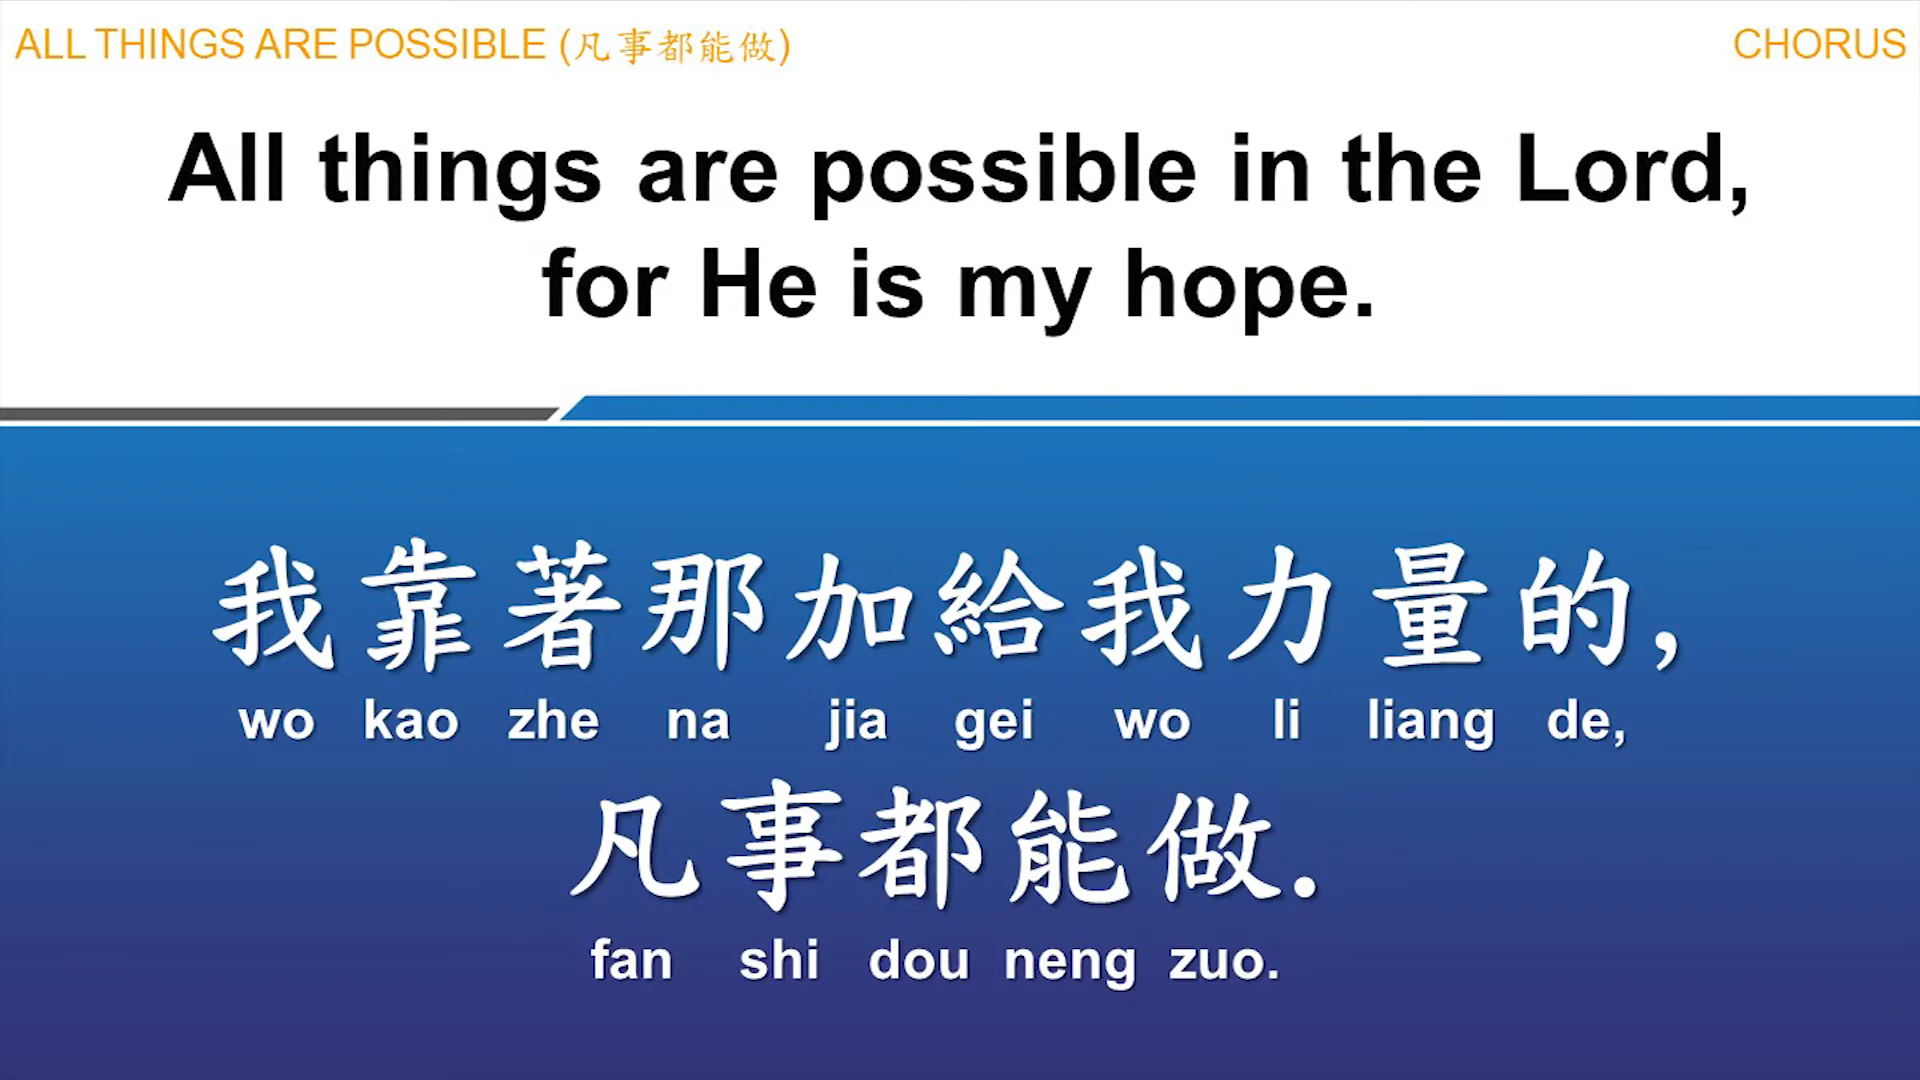 ALL THINGS ARE POSSIBLE (凡事都能做)
CHORUS
All things are possible in the Lord,
for He is my hope.
我靠著那加給我力量的,
wo kao zhe na jia gei wo li liang de,
凡事都能做.
fan shi dou neng zuo.